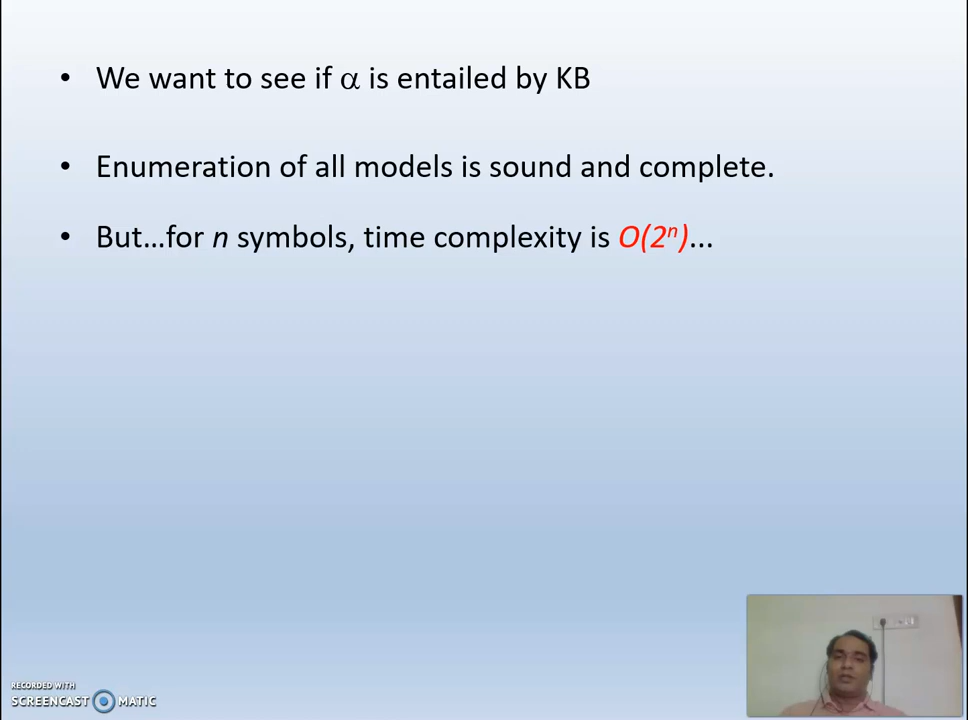 • We want to see if α is entailed by KB
• Enumeration of all models is sound and complete.
• But…for n symbols, time complexity is O(2ⁿ)...
RECORDED WITH
SCREENCAST MATIC